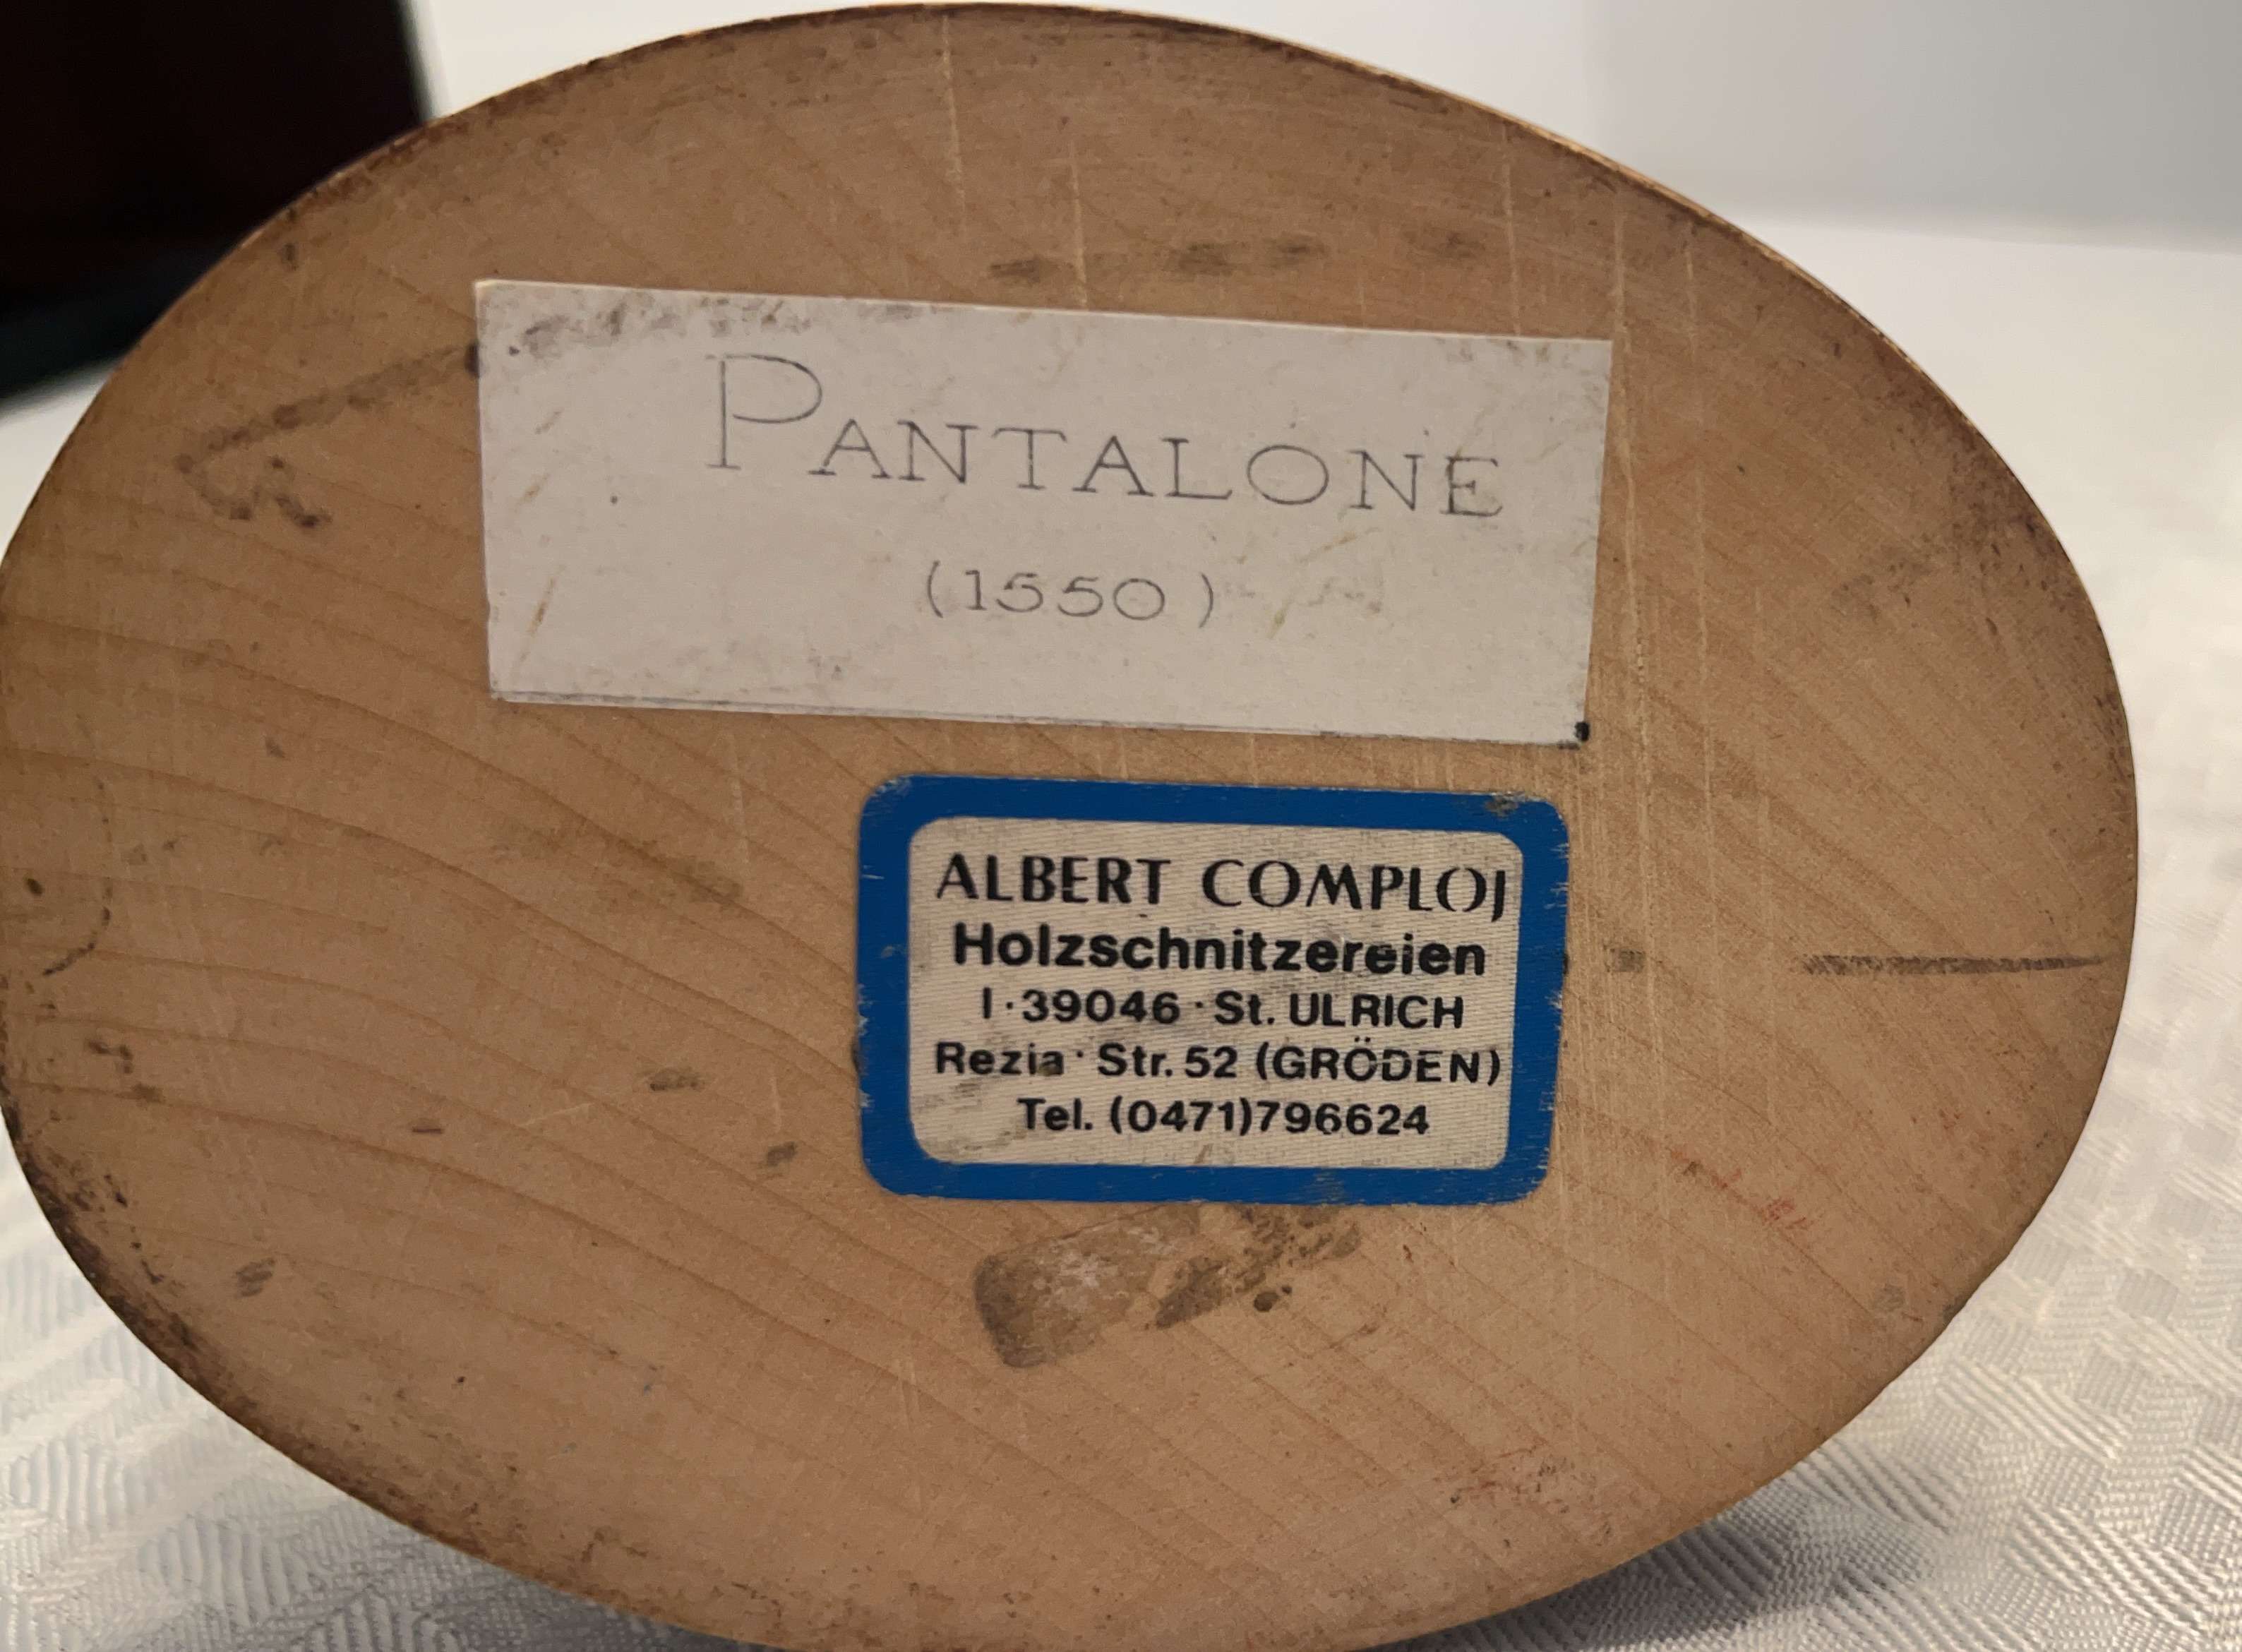 PANTALONE
(1550)
ALBERT COMPLOJ
Holzschnitzereien
I·39046·St. ULRICH
Rezia·Str. 52 (GRÖDEN)
Tel. (0471)796624